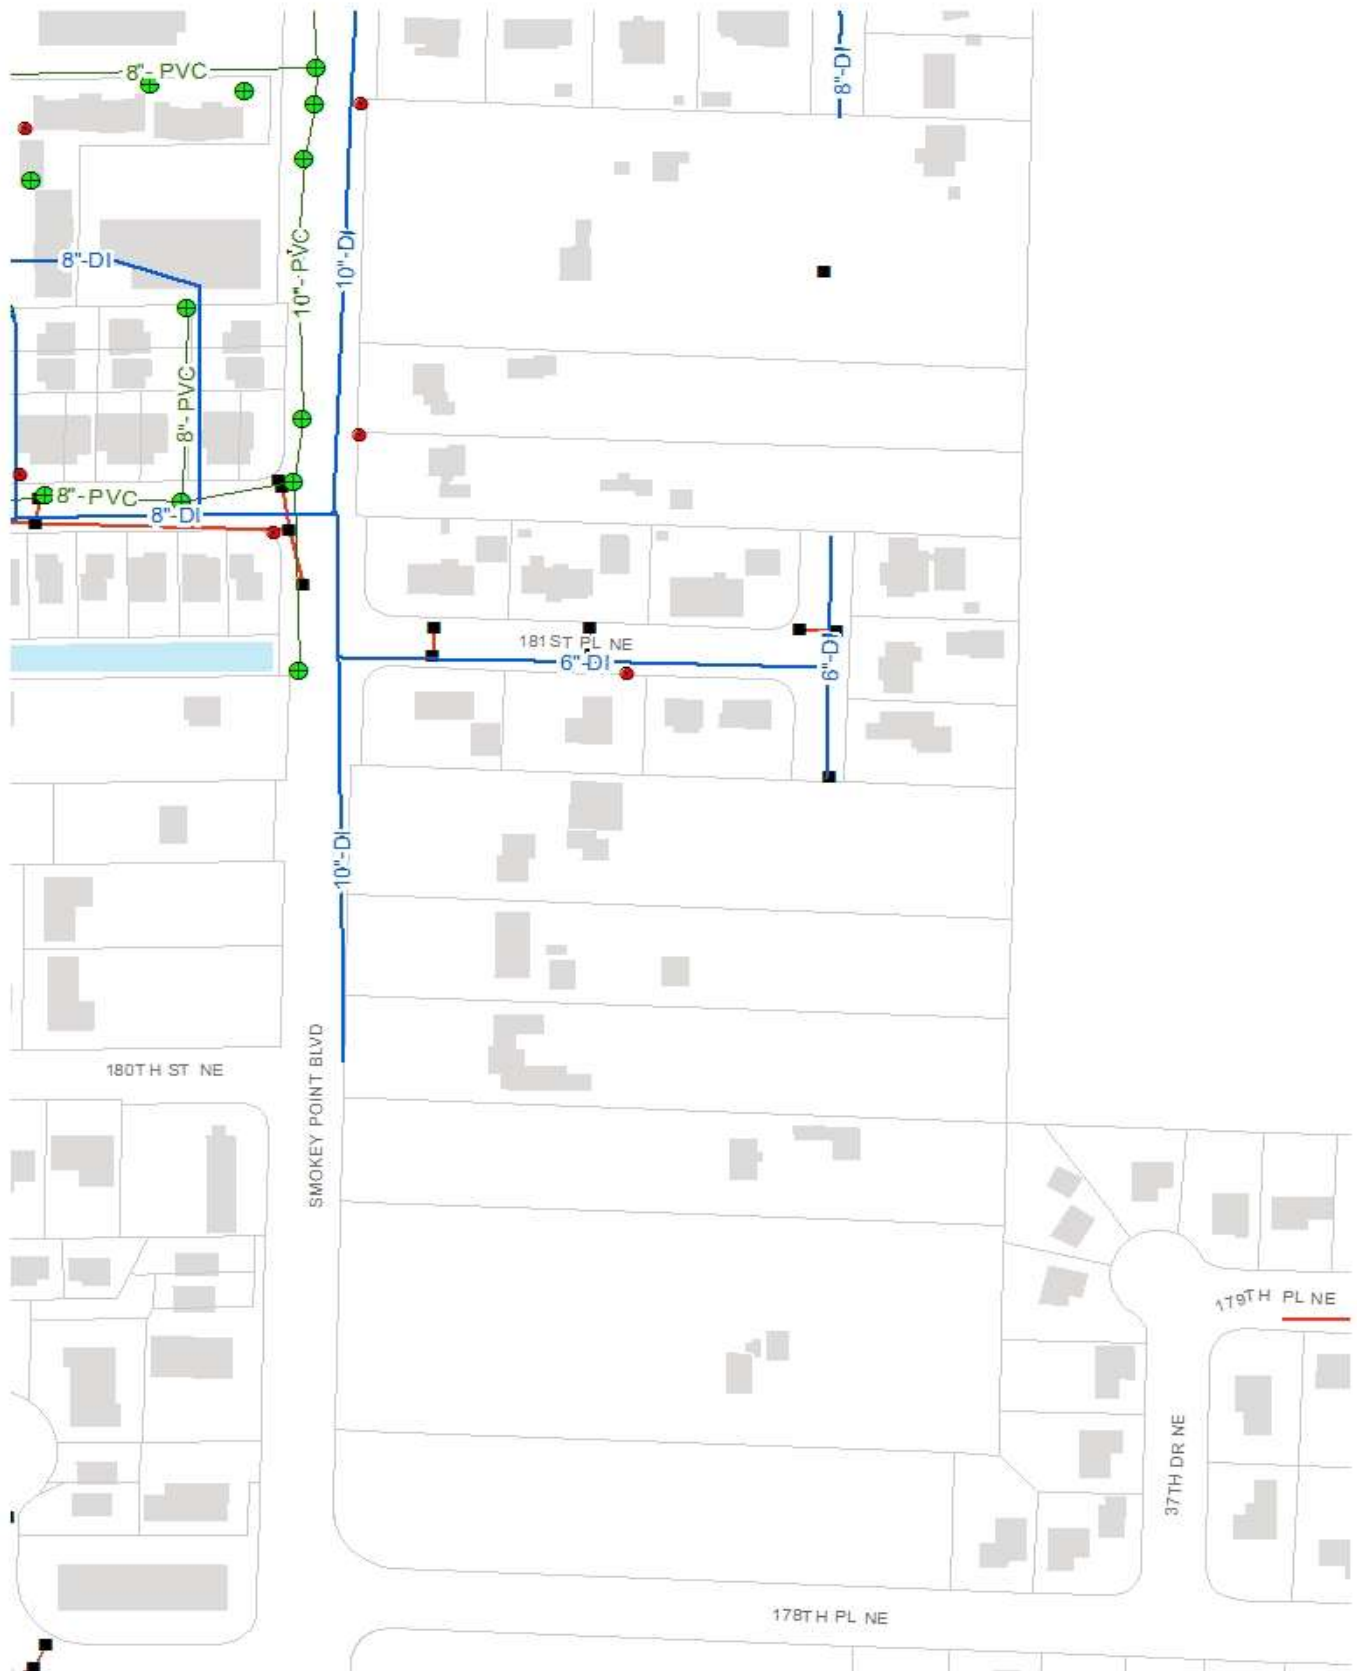 8"-DI
8"- PVC
10"- PVC
10"-DI
8"-DI
8"- PVC
8"-PVC
8"-DI
181ST PL NE
6"-DI
6"-DI
10"-DI
SMOKEY POINT BLVD
180TH ST NE
179TH PL NE
37TH DR NE
178TH PL NE